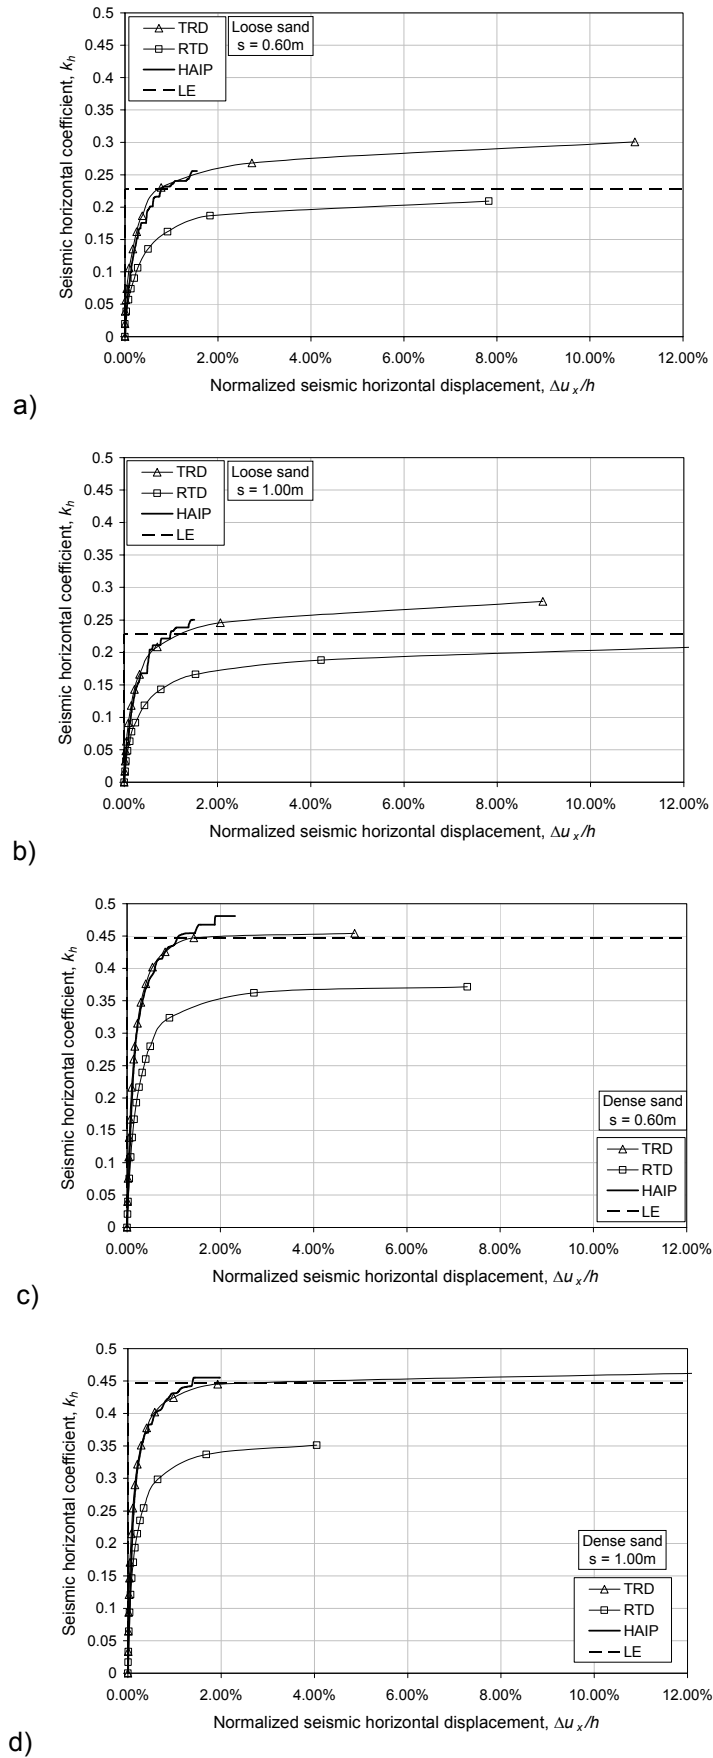 0.5
0.45
0.4
0.35
0.3
0.25
0.2
0.15
0.1
0.05
0
Seismic horizontal coefficient, kh
TRD
RTD
HAIP
LE
Loose sand
s = 0.60m
0.00% 2.00% 4.00% 6.00% 8.00% 10.00% 12.00%
Normalized seismic horizontal displacement, Δux/h
a)
0.5
0.45
0.4
0.35
0.3
0.25
0.2
0.15
0.1
0.05
0
Seismic horizontal coefficient, kh
TRD
RTD
HAIP
LE
Loose sand
s = 1.00m
0.00% 2.00% 4.00% 6.00% 8.00% 10.00% 12.00%
Normalized seismic horizontal displacement, Δux/h
b)
0.5
0.45
0.4
0.35
0.3
0.25
0.2
0.15
0.1
0.05
0
Seismic horizontal coefficient, kh
Dense sand
s = 0.60m
TRD
RTD
HAIP
LE
0.00% 2.00% 4.00% 6.00% 8.00% 10.00% 12.00%
Normalized seismic horizontal displacement, Δux/h
c)
0.5
0.45
0.4
0.35
0.3
0.25
0.2
0.15
0.1
0.05
0
Seismic horizontal coefficient, kh
Dense sand
s = 1.00m
TRD
RTD
HAIP
LE
0.00% 2.00% 4.00% 6.00% 8.00% 10.00% 12.00%
Normalized seismic horizontal displacement, Δux/h
d)